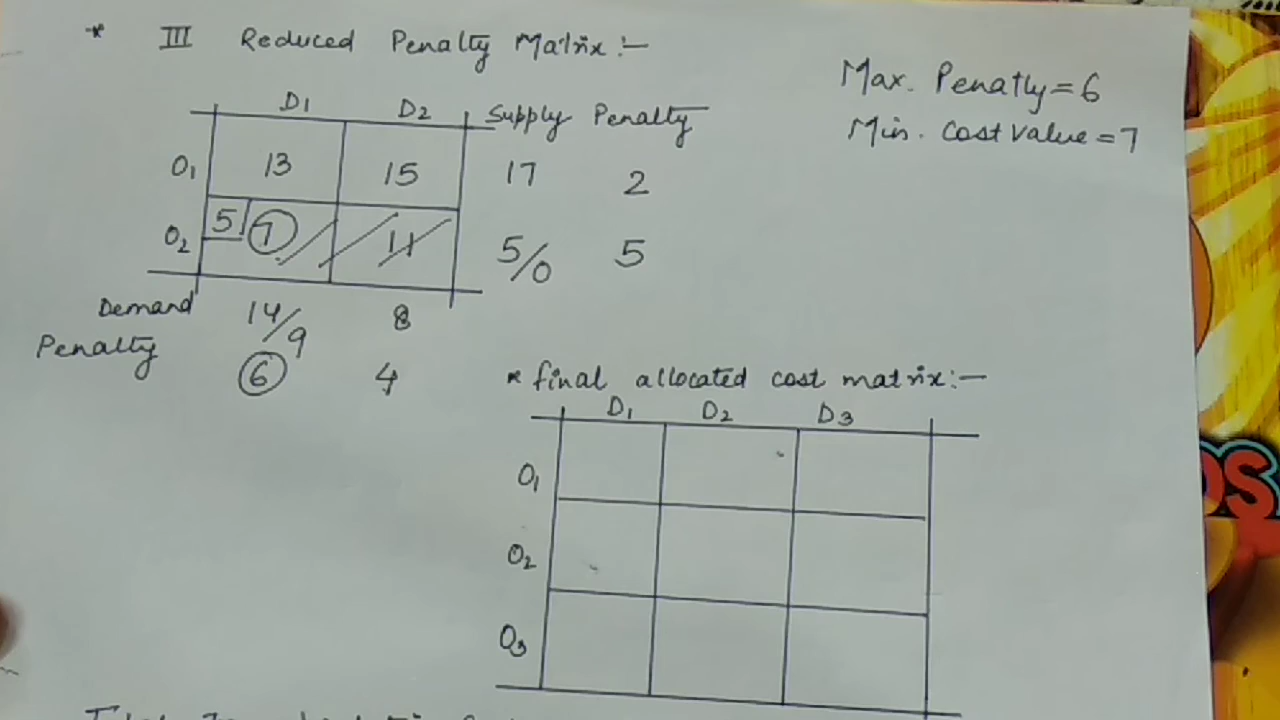 * III Reduced Penalty Matrix :-
Max. Penatly = 6
Min. Cost value = 7
D1 D2 Supply Penalty
O1 13 15 17 2
O2 5 7 11 5/0 5
Demand 14/9 8
Penalty 6 4
* final allocated cost matrix :-
D1 D2 D3
O1
O2
O3
OS